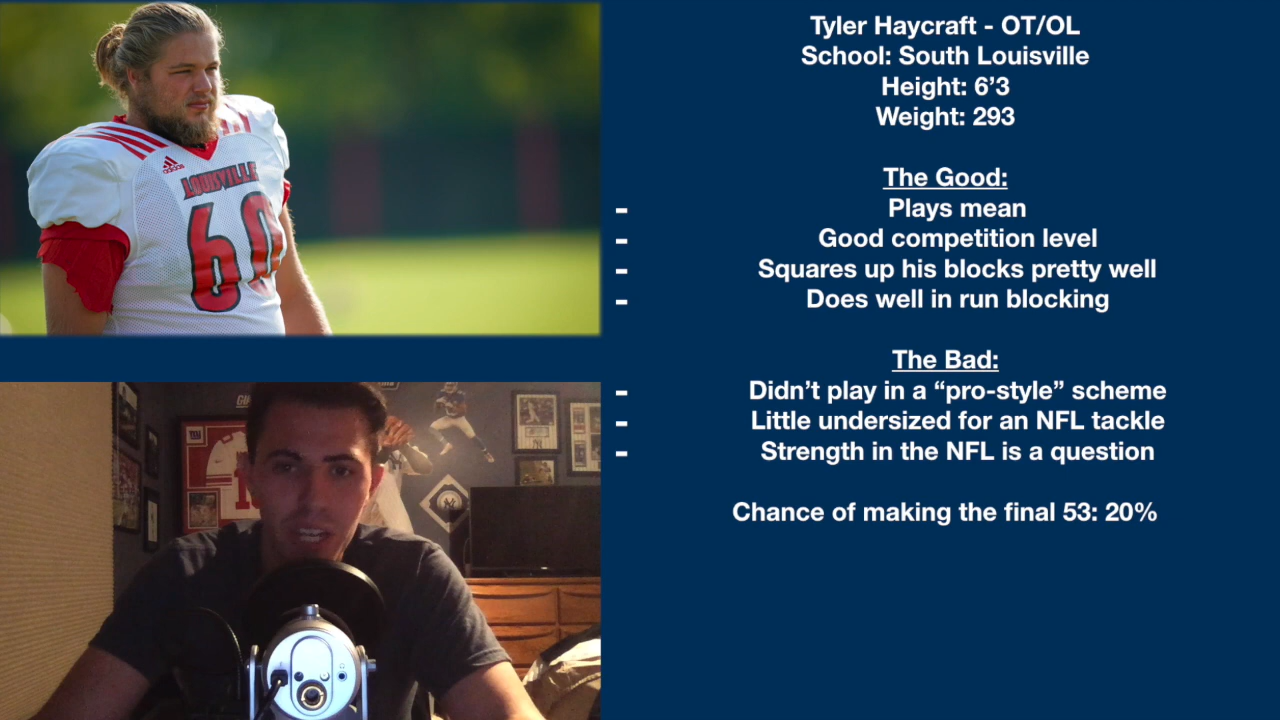 Tyler Haycraft - OT/OL
School: South Louisville
Height: 6’3
Weight: 293
The Good:
- Plays mean
- Good competition level
- Squares up his blocks pretty well
- Does well in run blocking
The Bad:
- Didn’t play in a “pro-style” scheme
- Little undersized for an NFL tackle
- Strength in the NFL is a question
Chance of making the final 53: 20%
LOUISVILLE
60